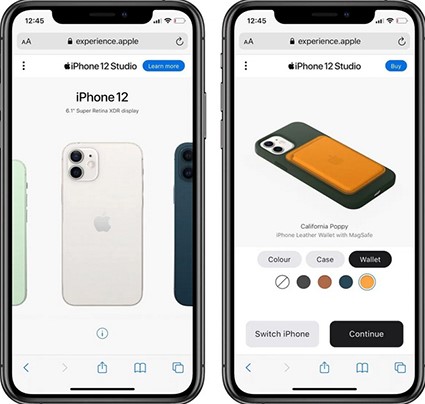 12:45
AA experience.apple
iPhone 12 Studio
Learn more
iPhone 12
6.1" Super Retina XDR display
12:45
AA experience.apple
iPhone 12 Studio
Buy
California Poppy
iPhone Leather Wallet with MagSafe
Colour
Case
Wallet
Switch iPhone
Continue